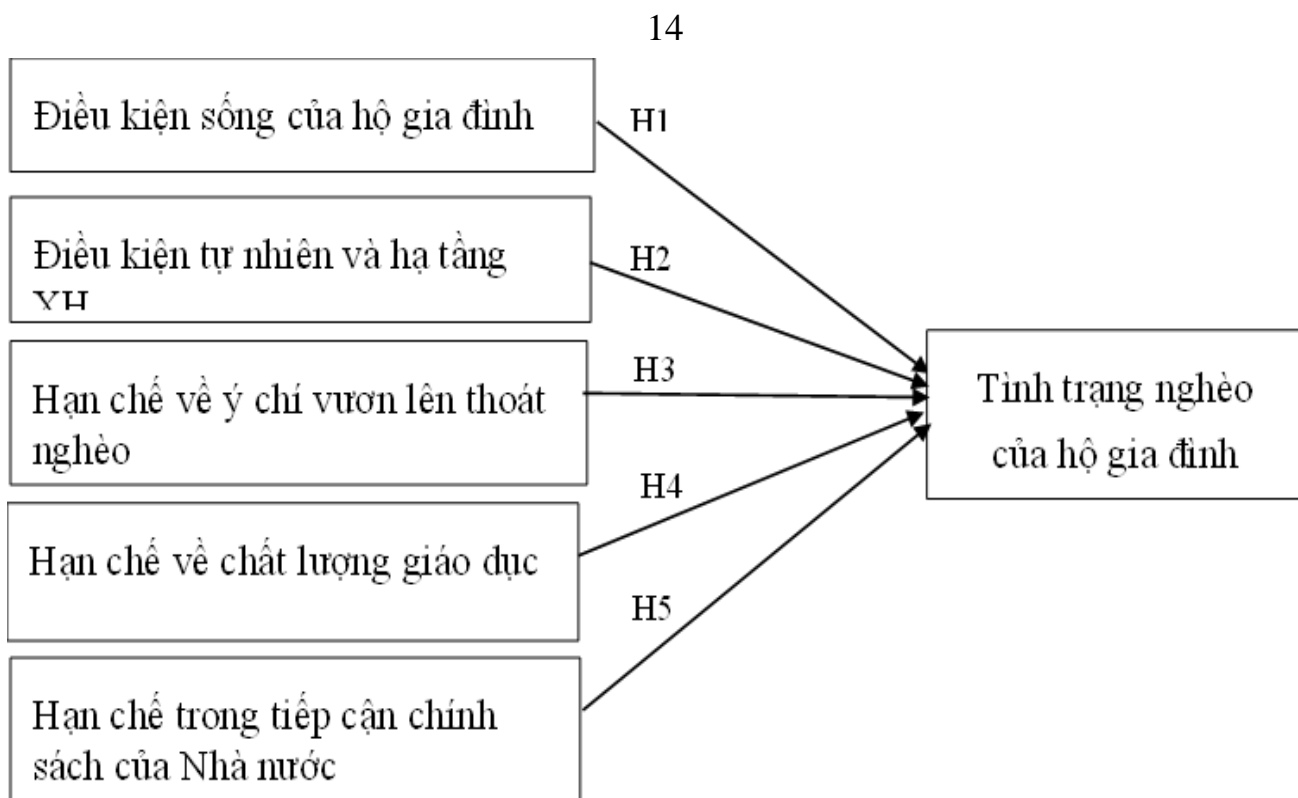 14
Điều kiện sống của hộ gia đình
H1
Điều kiện tự nhiên và hạ tầng
XH
H2
Hạn chế về ý chí vươn lên thoát
nghèo
H3
Tình trạng nghèo
của hộ gia đình
Hạn chế về chất lượng giáo dục
H4
Hạn chế trong tiếp cận chính
sách của Nhà nước
H5